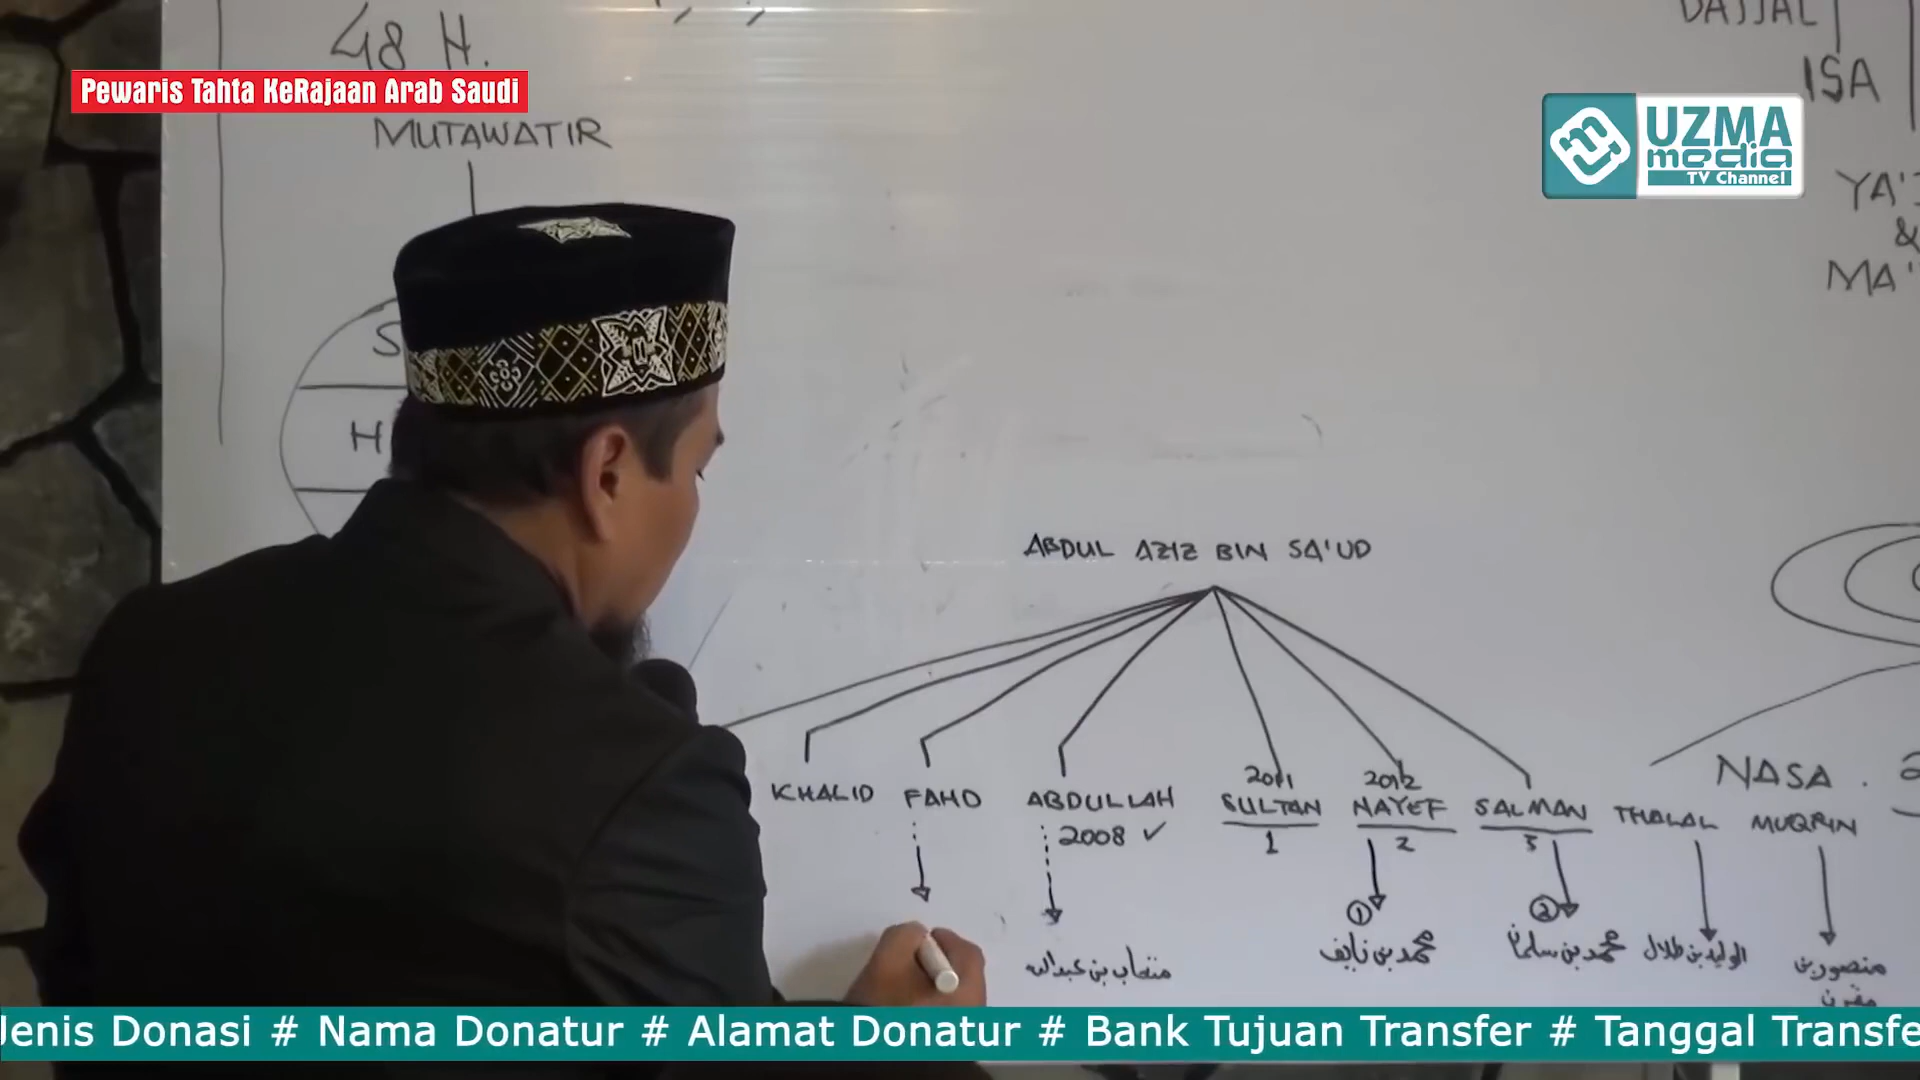 48 H.
DAJJAL
ISA
Pewaris Tahta KeRajaan Arab Saudi
UZMA
media
TV Channel
MUTAWATIR
&
S
H
ABDUL AZIZ BIN SA'UD
NASA.
KHALID FAHD ABDULLAH SULTAN NAYEF SALMAN THALAL MUQRIN
2011 2012
2008 ✓ 1 2 3
1 2
متعب بن عبدالله محمد بن نايف محمد بن سلمان الوليد بن طلال منصور بن
مقرن
Jenis Donasi # Nama Donatur # Alamat Donatur # Bank Tujuan Transfer # Tanggal Transfe